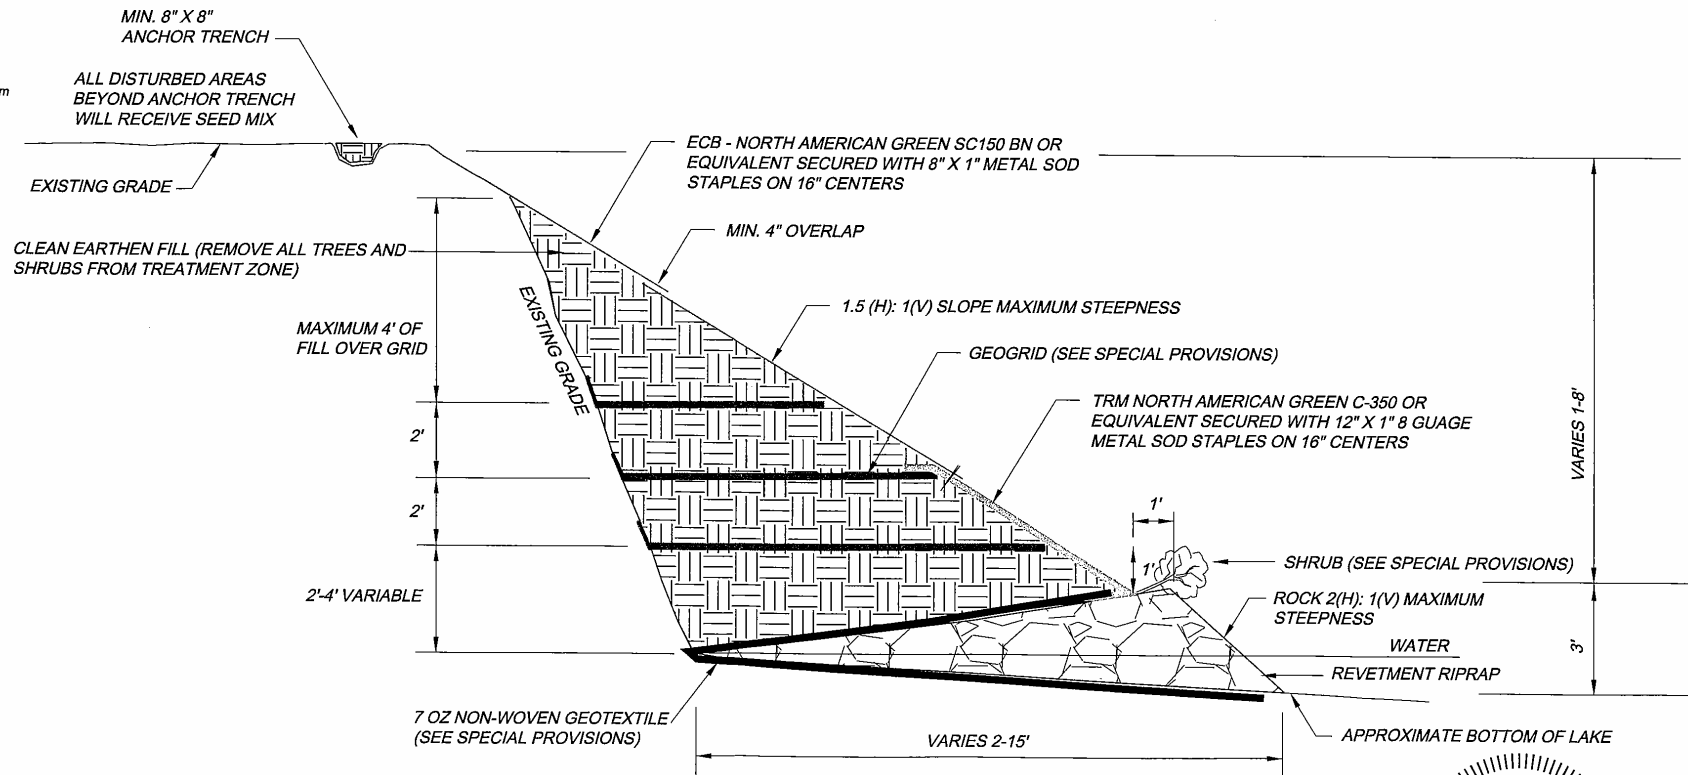 MIN. 8" X 8"
ANCHOR TRENCH
m
ALL DISTURBED AREAS
BEYOND ANCHOR TRENCH
WILL RECEIVE SEED MIX
EXISTING GRADE
ECB - NORTH AMERICAN GREEN SC150 BN OR
EQUIVALENT SECURED WITH 8" X 1" METAL SOD
STAPLES ON 16" CENTERS
CLEAN EARTHEN FILL (REMOVE ALL TREES AND
SHRUBS FROM TREATMENT ZONE)
MIN. 4" OVERLAP
EXISTING GRADE
1.5 (H): 1(V) SLOPE MAXIMUM STEEPNESS
MAXIMUM 4' OF
FILL OVER GRID
GEOGRID (SEE SPECIAL PROVISIONS)
TRM NORTH AMERICAN GREEN C-350 OR
EQUIVALENT SECURED WITH 12" X 1" 8 GUAGE
METAL SOD STAPLES ON 16" CENTERS
VARIES 1-8'
2'
2'
1'
1'
SHRUB (SEE SPECIAL PROVISIONS)
2'-4' VARIABLE
ROCK 2(H): 1(V) MAXIMUM
STEEPNESS
WATER
3'
REVETMENT RIPRAP
7 OZ NON-WOVEN GEOTEXTILE
(SEE SPECIAL PROVISIONS)
VARIES 2-15'
APPROXIMATE BOTTOM OF LAKE